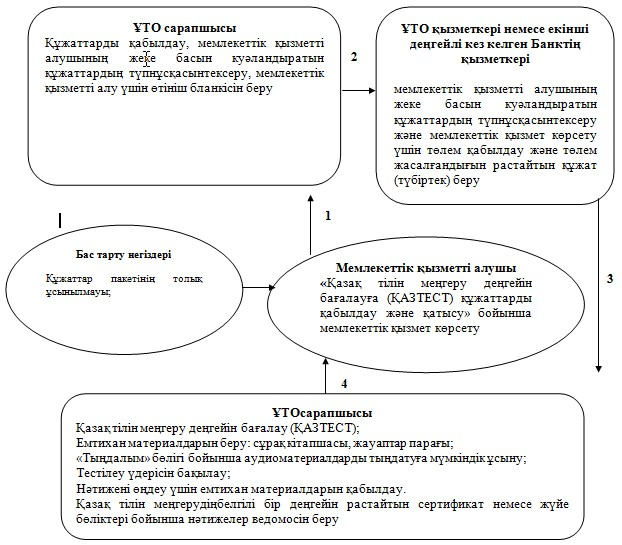 ҰТО сарапшысы
Құжаттарды қабылдау, мемлекеттік қызметті
алушының жеке басын куәландыратын
құжаттардың түпнұсқасынтексеру, мемлекеттік
қызметті алу үшін өтініш бланкісін беру
2
ҰТО қызметкері немесе екінші
деңгейлі кез келген Банктің
қызметкері
мемлекеттік қызметті алушының
жеке басын куәландыратын
құжаттардың түпнұсқасынтексеру
және мемлекеттік қызмет көрсету
үшін төлем қабылдау және төлем
жасалғандығын растайтын құжат
(түбіртек) беру
1
Бас тарту негіздері
Құжаттар пакетінің толық
ұсынылмауы;
Мемлекеттік қызметті алушы
«Қазақ тілін меңгеру деңгейін
бағалауға (ҚАЗТЕСТ) құжаттарды
қабылдау және қатысу» бойынша
мемлекеттік қызмет көрсету
3
4
ҰТОсарапшысы
Қазақ тілін меңгеру деңгейін бағалау (ҚАЗТЕСТ);
Емтихан материалдарын беру: сұрақ кітапшасы, жауаптар парағы;
«Тыңдалым» бөлігі бойынша аудиоматериалдарды тыңдатуға мүмкіндік ұсыну;
Тестілеу үдерісін бақылау;
Нәтижені өңдеу үшін емтихан материалдарын қабылдау.
Қазақ тілін меңгерудіңбелгілі бір деңгейін растайтын сертификат немесе жүйе
бөліктері бойынша нәтижелер ведомосін беру